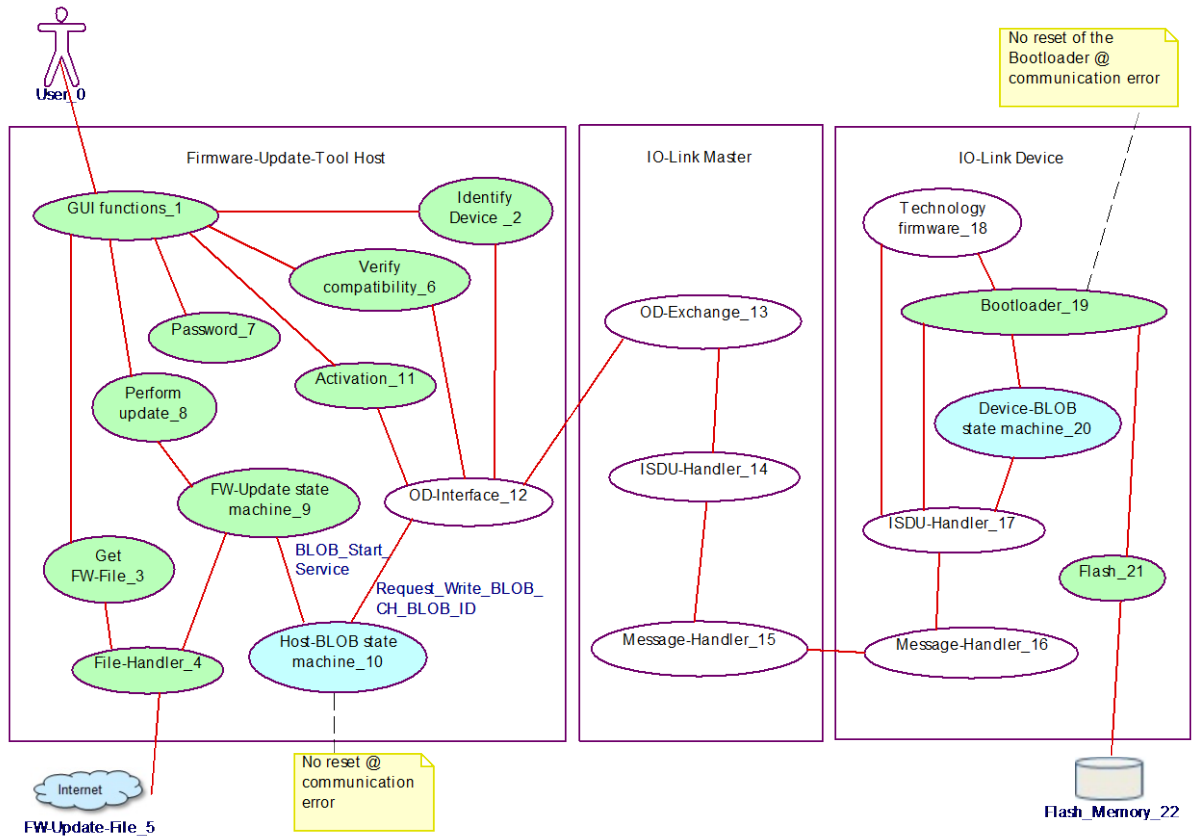 No reset of the
Bootloader @
communication error
User_0
Firmware-Update-Tool Host
IO-Link Master
IO-Link Device
GUI functions_1
Identify
Device _2
Technology
firmware_18
Verify
compatibility_6
Password_7
OD-Exchange_13
Bootloader_19
Perform
update_8
Activation_11
Device-BLOB
state machine_20
FW-Update state
machine_9
OD-Interface_12
ISDU-Handler_14
ISDU-Handler_17
Get
FW-File_3
BLOB_Start_
Service
Request_Write_BLOB_
CH_BLOB_ID
Flash_21
File-Handler_4
Host-BLOB state
machine_10
Message-Handler_15
Message-Handler_16
Internet
FW-Update-File_5
No reset @
communication
error
Flash_Memory_22